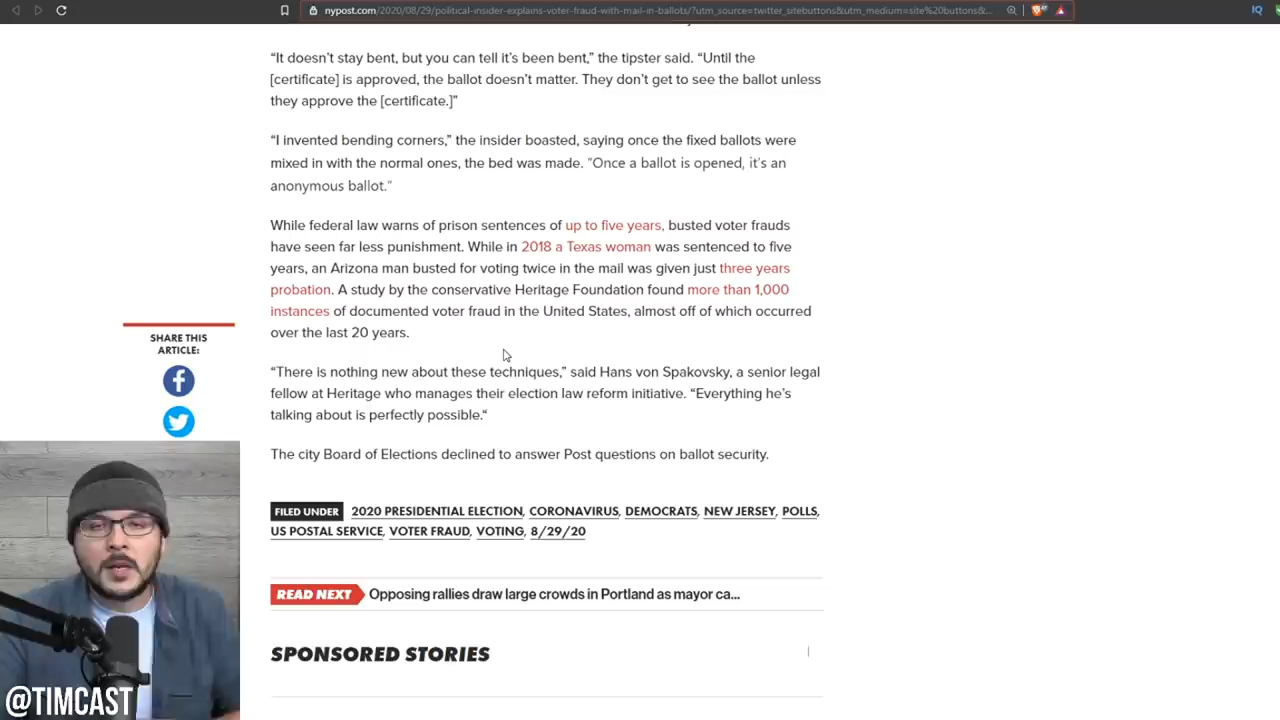 nypost.com/2020/08/29/political-insider-explains-voter-fraud-with-mail-in-ballots/?utm_source=twitter_sitebuttons&utm_medium=site%20buttons&...
IQ
“It doesn’t stay bent, but you can tell it’s been bent,” the tipster said. “Until the
[certificate] is approved, the ballot doesn’t matter. They don’t get to see the ballot unless
they approve the [certificate.]”
“I invented bending corners,” the insider boasted, saying once the fixed ballots were
mixed in with the normal ones, the bed was made. “Once a ballot is opened, it’s an
anonymous ballot.”
While federal law warns of prison sentences of up to five years, busted voter frauds
have seen far less punishment. While in 2018 a Texas woman was sentenced to five
years, an Arizona man busted for voting twice in the mail was given just three years
probation. A study by the conservative Heritage Foundation found more than 1,000
instances of documented voter fraud in the United States, almost off of which occurred
over the last 20 years.
SHARE THIS
ARTICLE:
“There is nothing new about these techniques,” said Hans von Spakovsky, a senior legal
fellow at Heritage who manages their election law reform initiative. “Everything he’s
talking about is perfectly possible.“
The city Board of Elections declined to answer Post questions on ballot security.
FILED UNDER 2020 PRESIDENTIAL ELECTION, CORONAVIRUS, DEMOCRATS, NEW JERSEY, POLLS,
US POSTAL SERVICE, VOTER FRAUD, VOTING, 8/29/20
READ NEXT Opposing rallies draw large crowds in Portland as mayor ca...
SPONSORED STORIES
@TIMCAST